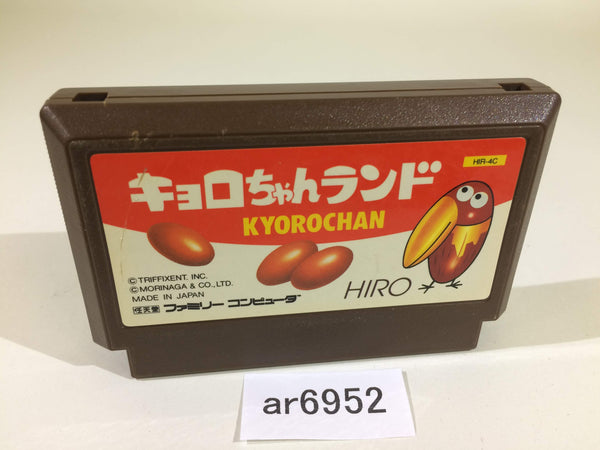 HIR-4C
キョロちゃんランド
KYOROCHAN
©TRIFFIXENT. INC.
©MORINAGA & CO., LTD.
MADE IN JAPAN
HIRO
任天堂 ファミリー コンピュータ
ar6952